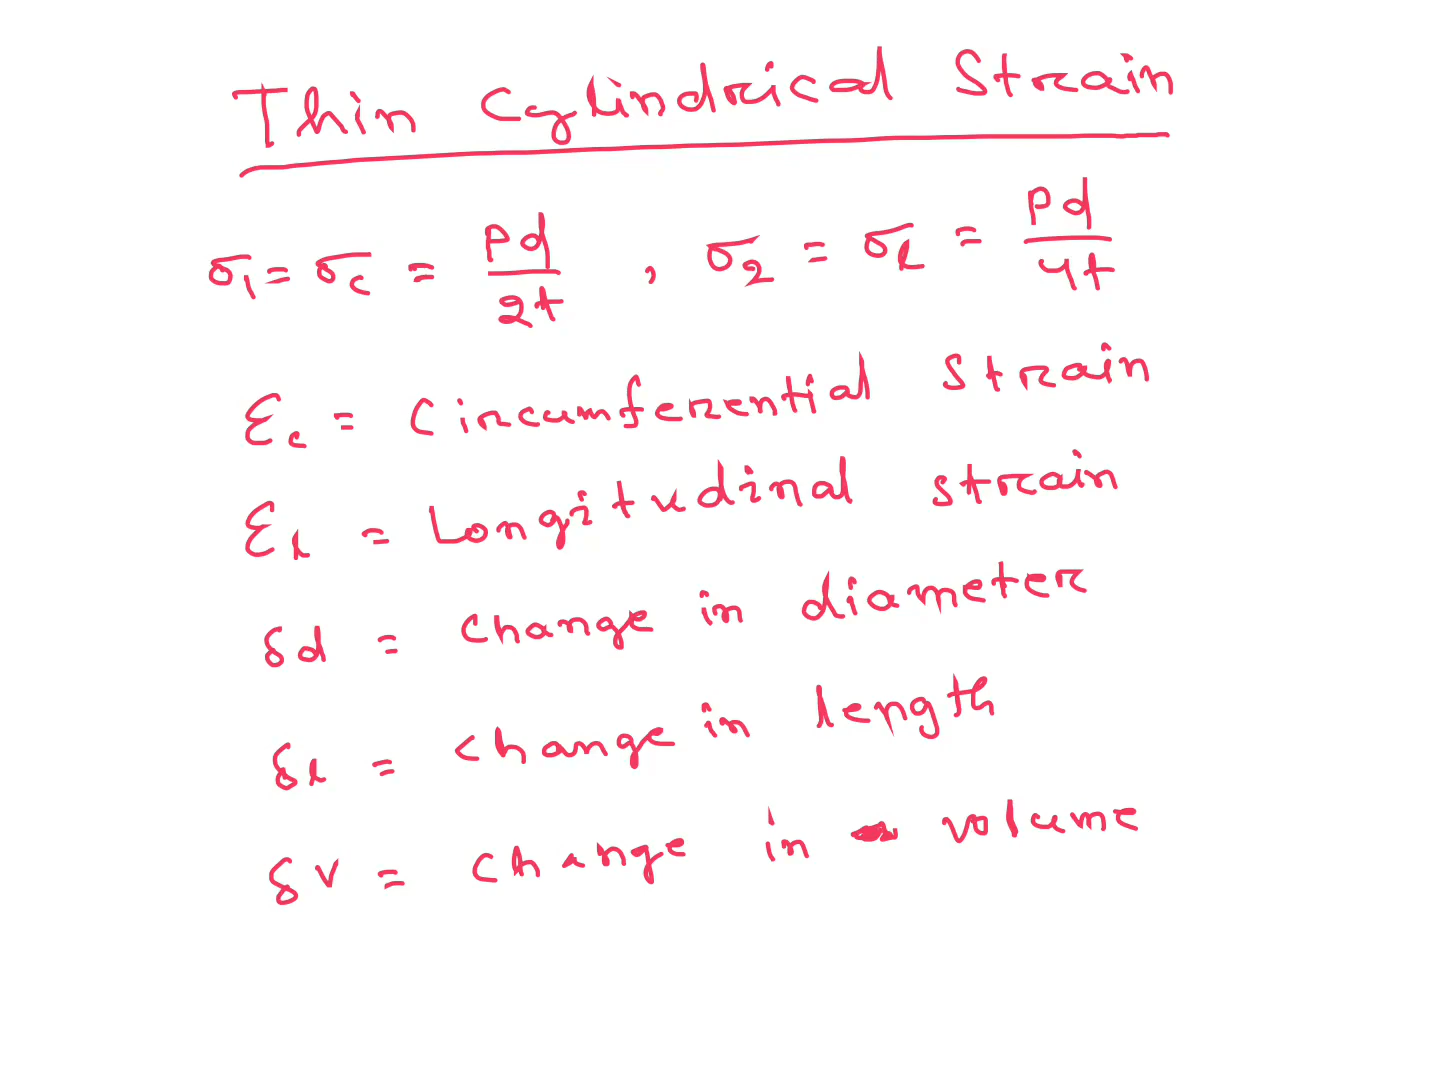 Thin Cylindrical Strain
σ₁ = σc = Pd/2t , σ₂ = σl = Pd/4t
εc = Circumferential Strain
εl = Longitudinal strain
δd = change in diameter
δl = change in length
δv = change in volume